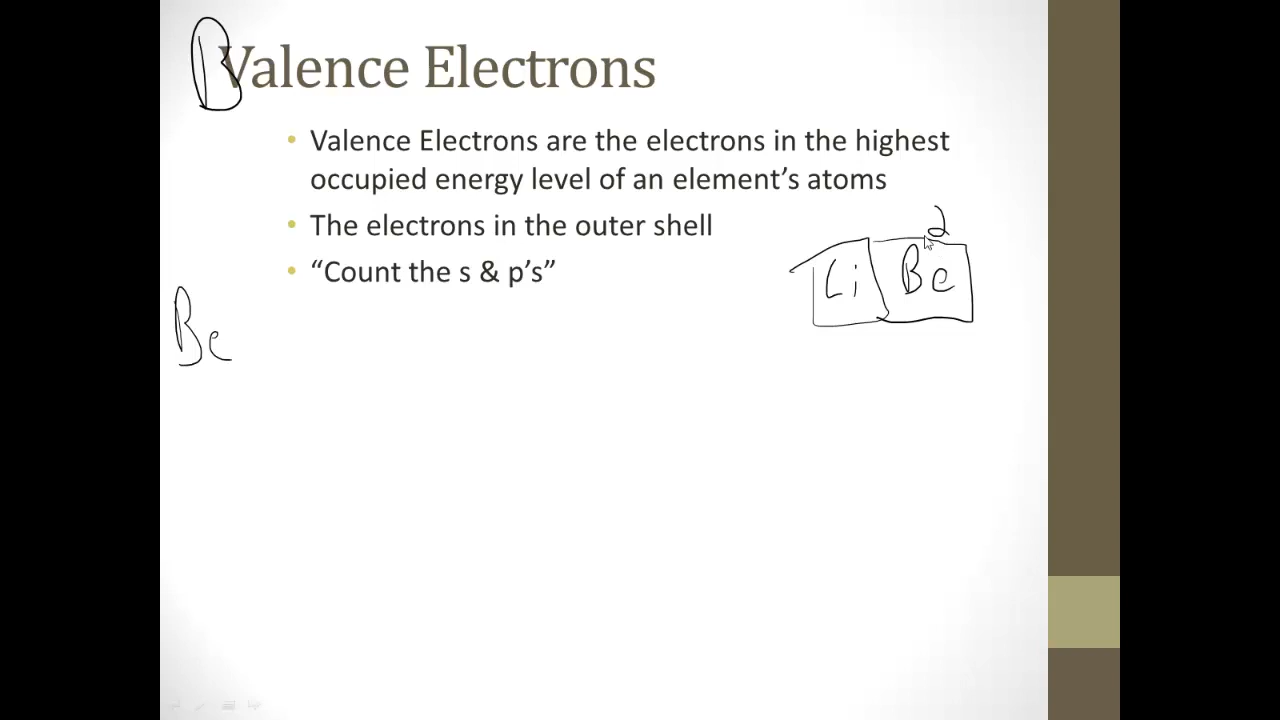 B Valence Electrons
• Valence Electrons are the electrons in the highest
occupied energy level of an element’s atoms
• The electrons in the outer shell
• “Count the s & p’s”
2
Li Be
Be